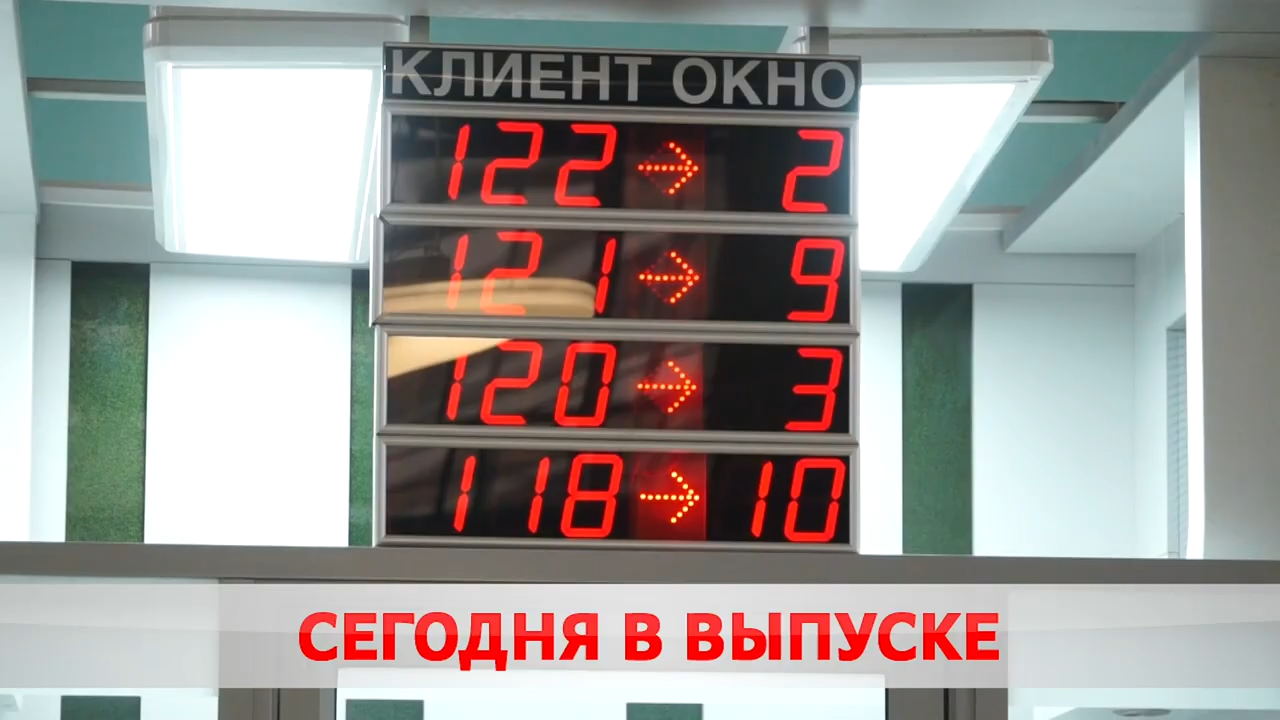 КЛИЕНТ ОКНО
122 → 2
121 → 9
120 → 3
118 → 10
СЕГОДНЯ В ВЫПУСКЕ